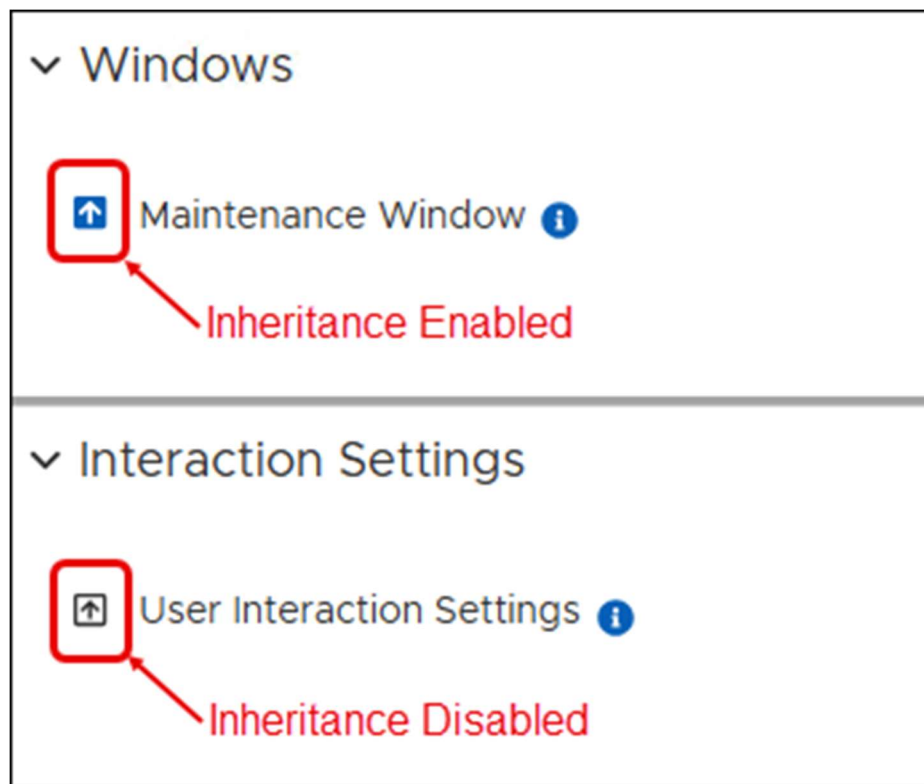 Windows
Maintenance Window
Inheritance Enabled
Interaction Settings
User Interaction Settings
Inheritance Disabled